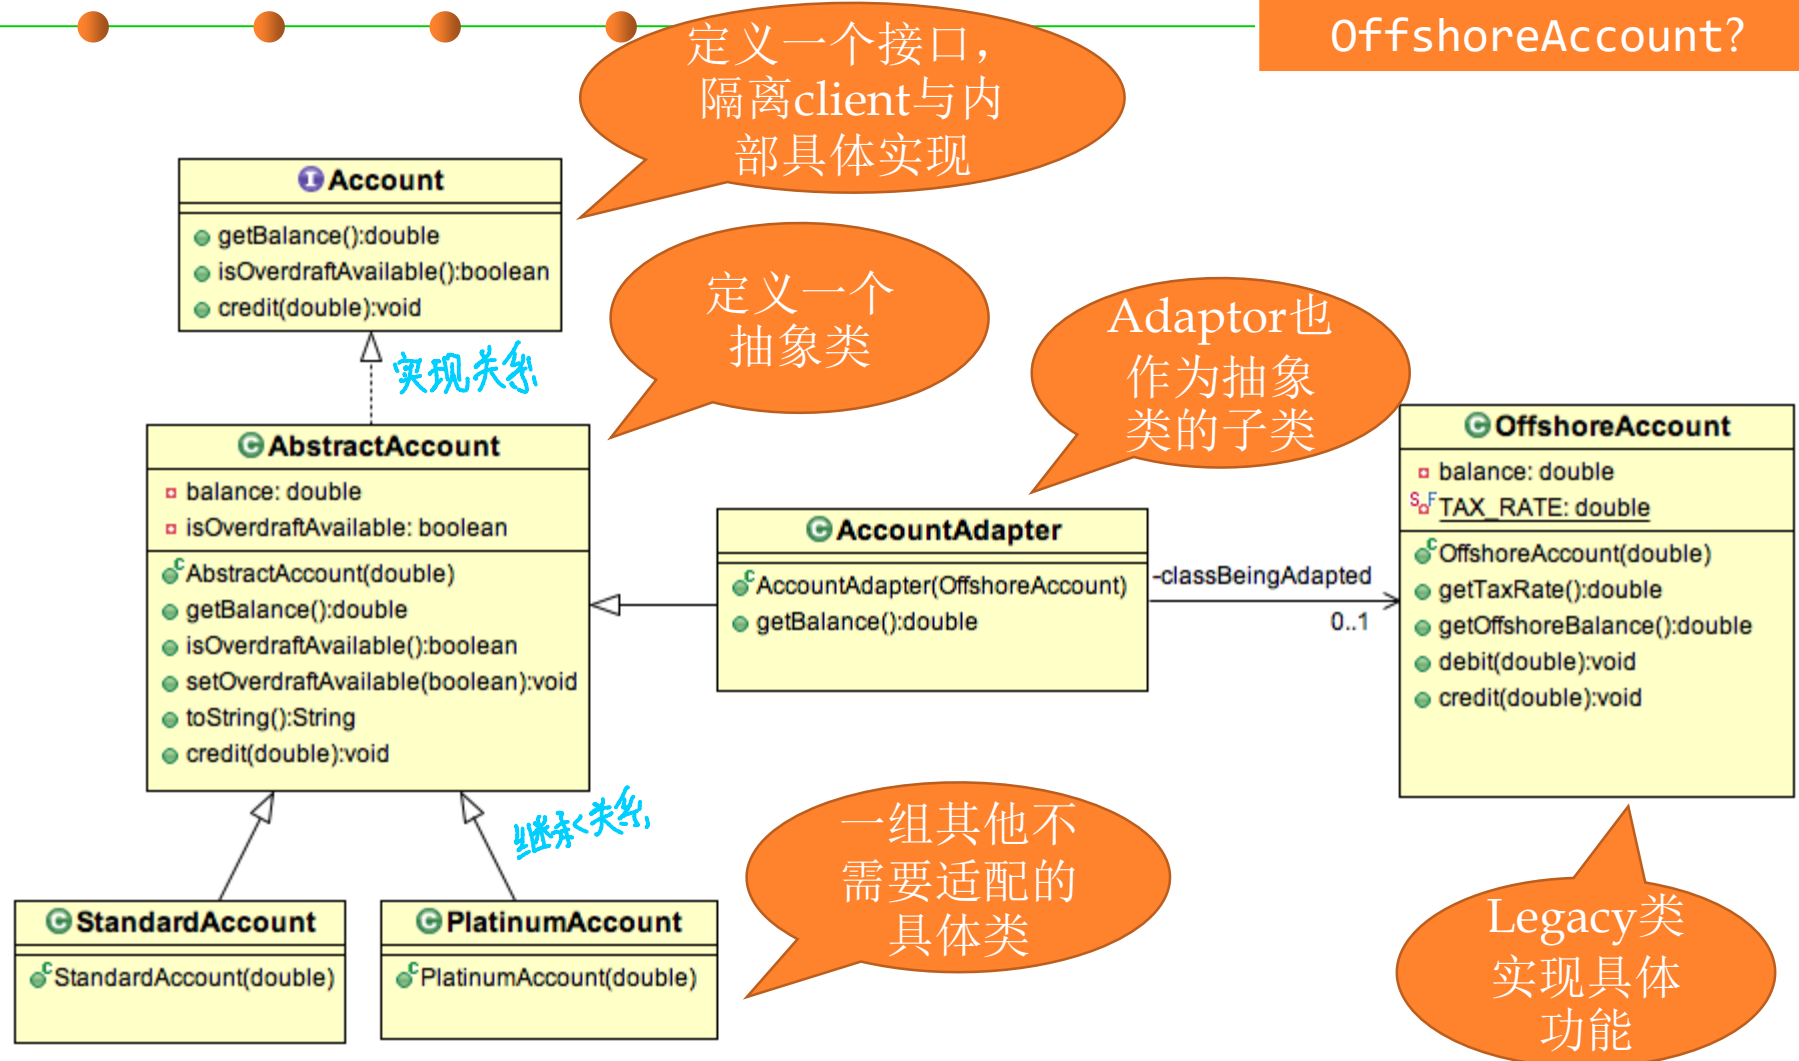 OffshoreAccount?
定义一个接口，
隔离client与内
部具体实现
Account
getBalance():double
isOverdraftAvailable():boolean
credit(double):void
实现关系
定义一个
抽象类
Adaptor也
作为抽象
类的子类
AbstractAccount
balance: double
isOverdraftAvailable: boolean
AbstractAccount(double)
getBalance():double
isOverdraftAvailable():boolean
setOverdraftAvailable(boolean):void
toString():String
credit(double):void
AccountAdapter
AccountAdapter(OffshoreAccount)
getBalance():double
-classBeingAdapted
0..1
OffshoreAccount
balance: double
TAX_RATE: double
OffshoreAccount(double)
getTaxRate():double
getOffshoreBalance():double
debit(double):void
credit(double):void
继承关系
StandardAccount
StandardAccount(double)
PlatinumAccount
PlatinumAccount(double)
一组其他不
需要适配的
具体类
Legacy类
实现具体
功能